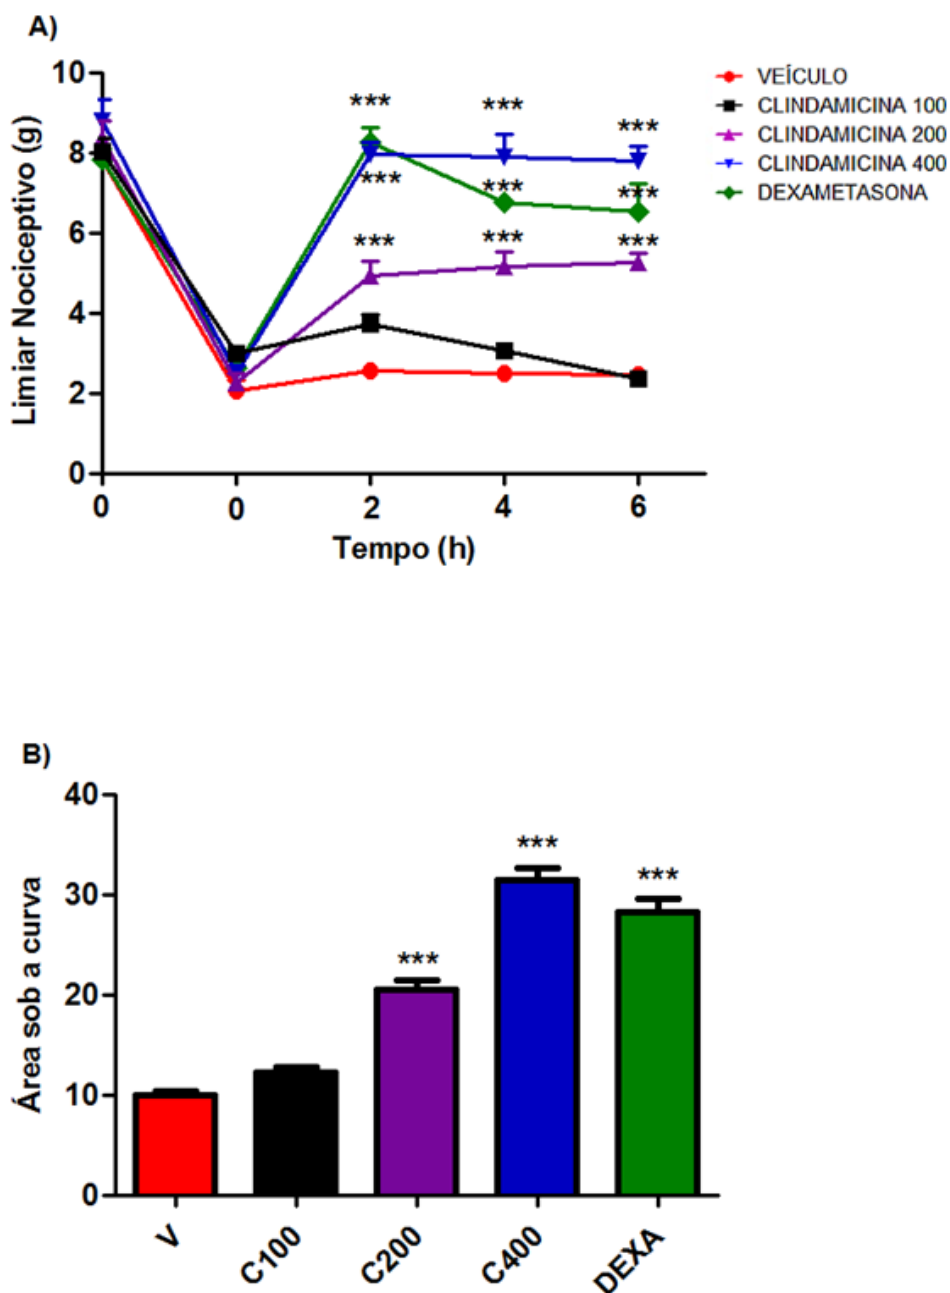 A)
Limiar Nociceptivo (g)
10
8
6
4
2
0
*** *** ***
*** *** ***
*** *** ***
0 0 2 4 6
Tempo (h)
VEÍCULO
CLINDAMICINA 100
CLINDAMICINA 200
CLINDAMICINA 400
DEXAMETASONA
B)
Área sob a curva
40
30
20
10
0
***
***
***
V C100 C200 C400 DEXA